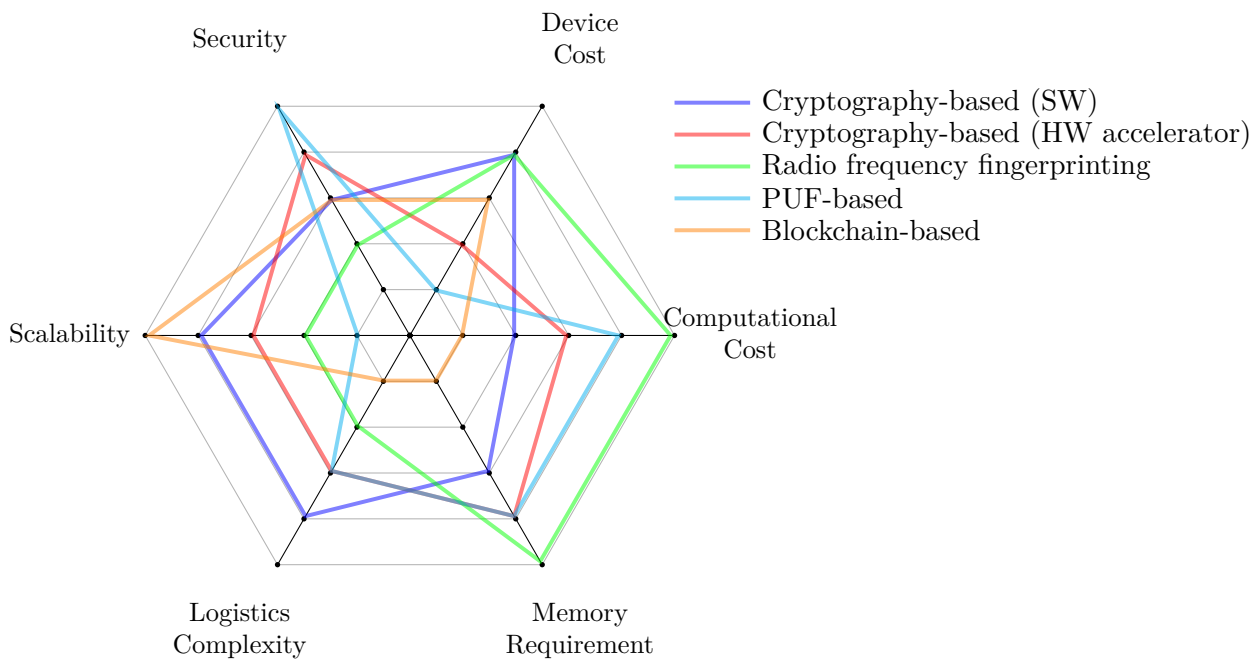 Security
Device
Cost
Cryptography-based (SW)
Cryptography-based (HW accelerator)
Radio frequency fingerprinting
PUF-based
Blockchain-based
Scalability
Computational
Cost
Logistics
Complexity
Memory
Requirement